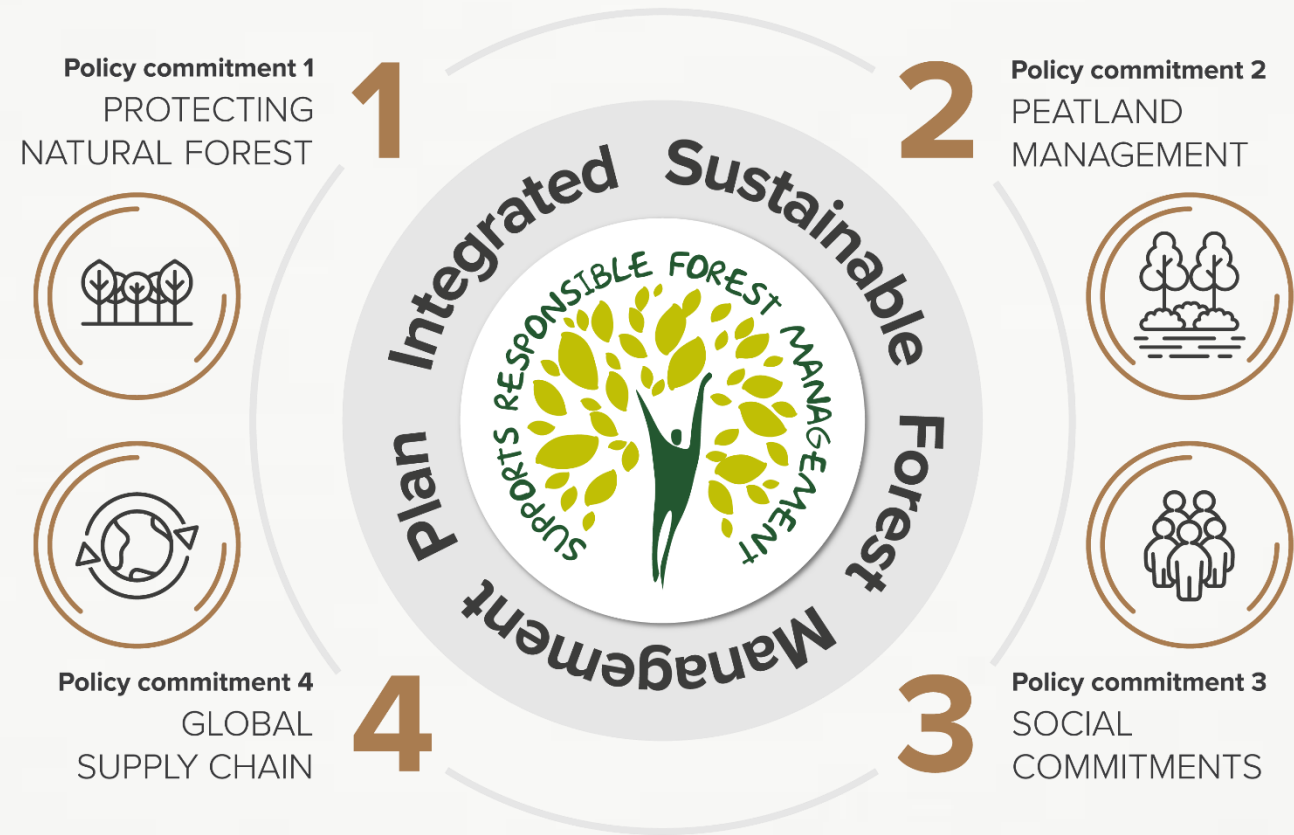 Policy commitment 1
PROTECTING
NATURAL FOREST
1
2
Policy commitment 2
PEATLAND
MANAGEMENT
Integrated Sustainable Forest Management Plan
SUPPORTS RESPONSIBLE FOREST MANAGEMENT
Policy commitment 4
GLOBAL
SUPPLY CHAIN
4
3
Policy commitment 3
SOCIAL
COMMITMENTS